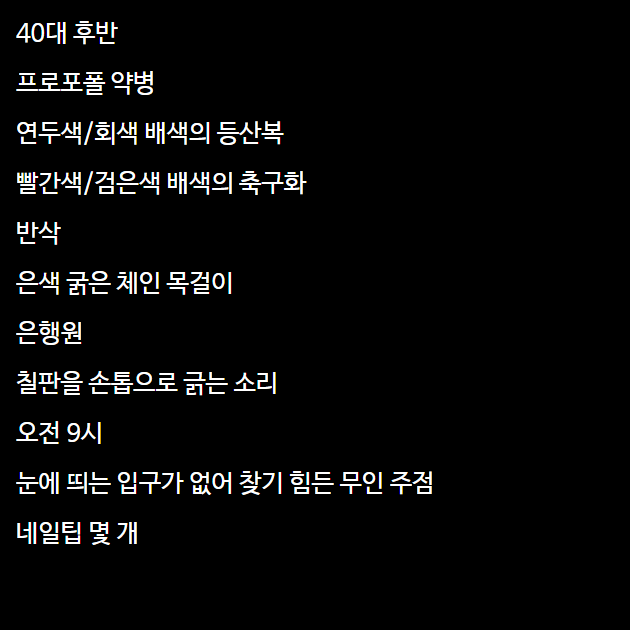 40대 후반
프로포폴 약병
연두색/회색 배색의 등산복
빨간색/검은색 배색의 축구화
반삭
은색 굵은 체인 목걸이
은행원
칠판을 손톱으로 긁는 소리
오전 9시
눈에 띄는 입구가 없어 찾기 힘든 무인 주점
네일팁 몇 개